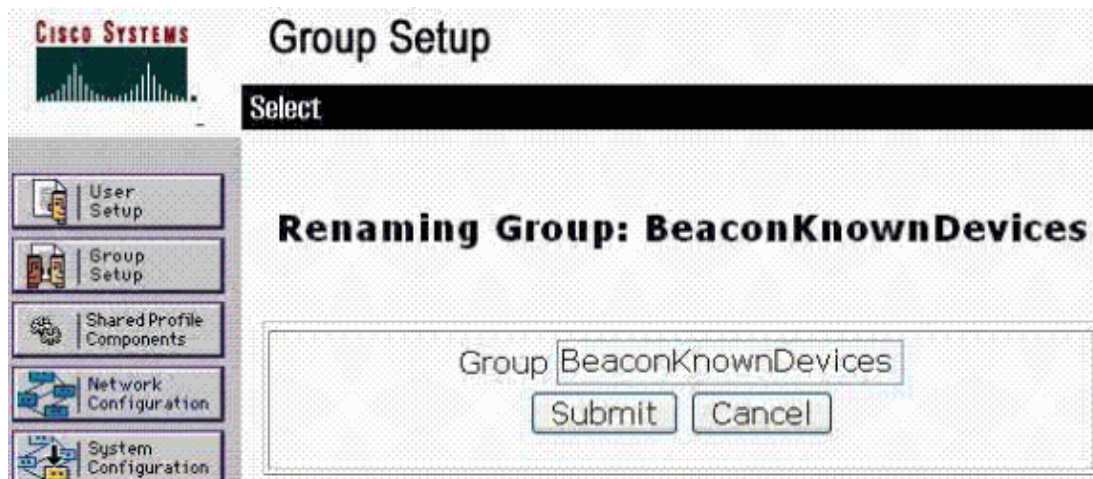 CISCO SYSTEMS
Group Setup
Select
User
Setup
Group
Setup
Shared Profile
Components
Network
Configuration
System
Configuration
Renaming Group: BeaconKnownDevices
Group BeaconKnownDevices
Submit Cancel